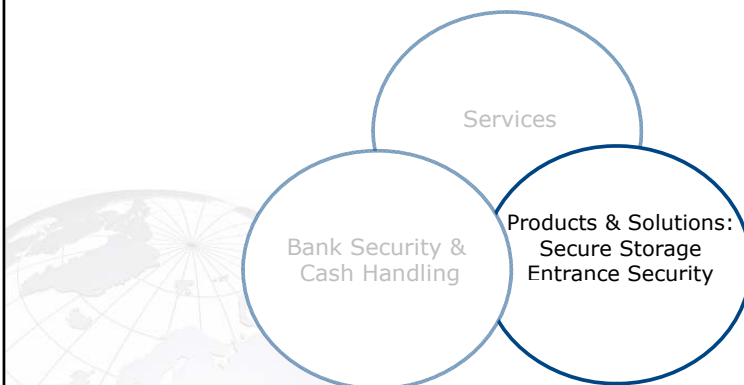 Services
Bank Security &
Cash Handling
Products & Solutions:
Secure Storage
Entrance Security